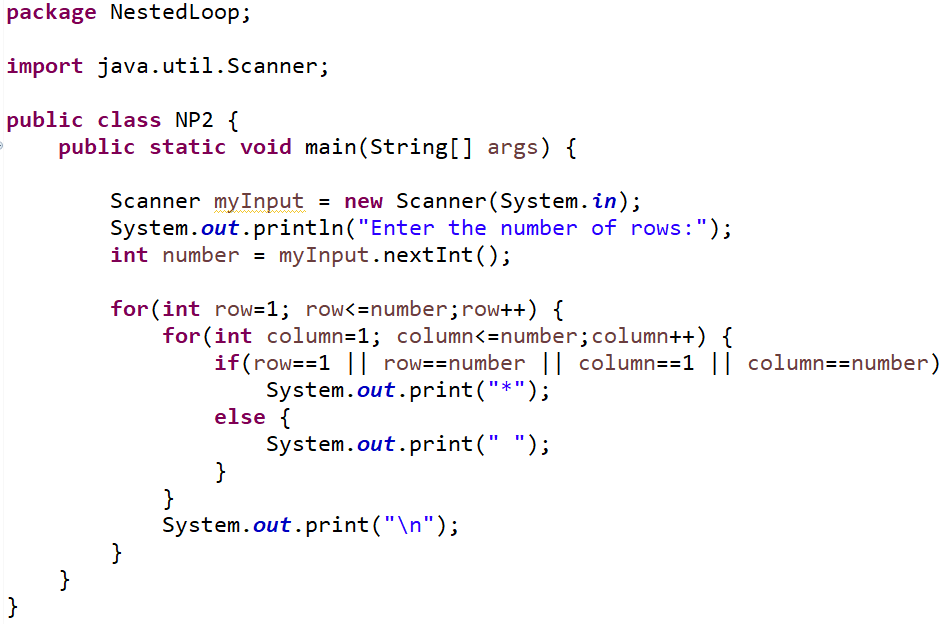 package NestedLoop;
import java.util.Scanner;
public class NP2 {
public static void main(String[] args) {
Scanner myInput = new Scanner(System.in);
System.out.println("Enter the number of rows:");
int number = myInput.nextInt();
for(int row=1; row<=number;row++) {
for(int column=1; column<=number;column++) {
if(row==1 || row==number || column==1 || column==number)
System.out.print("*");
else {
System.out.print(" ");
}
}
System.out.print("\n");
}
}
}